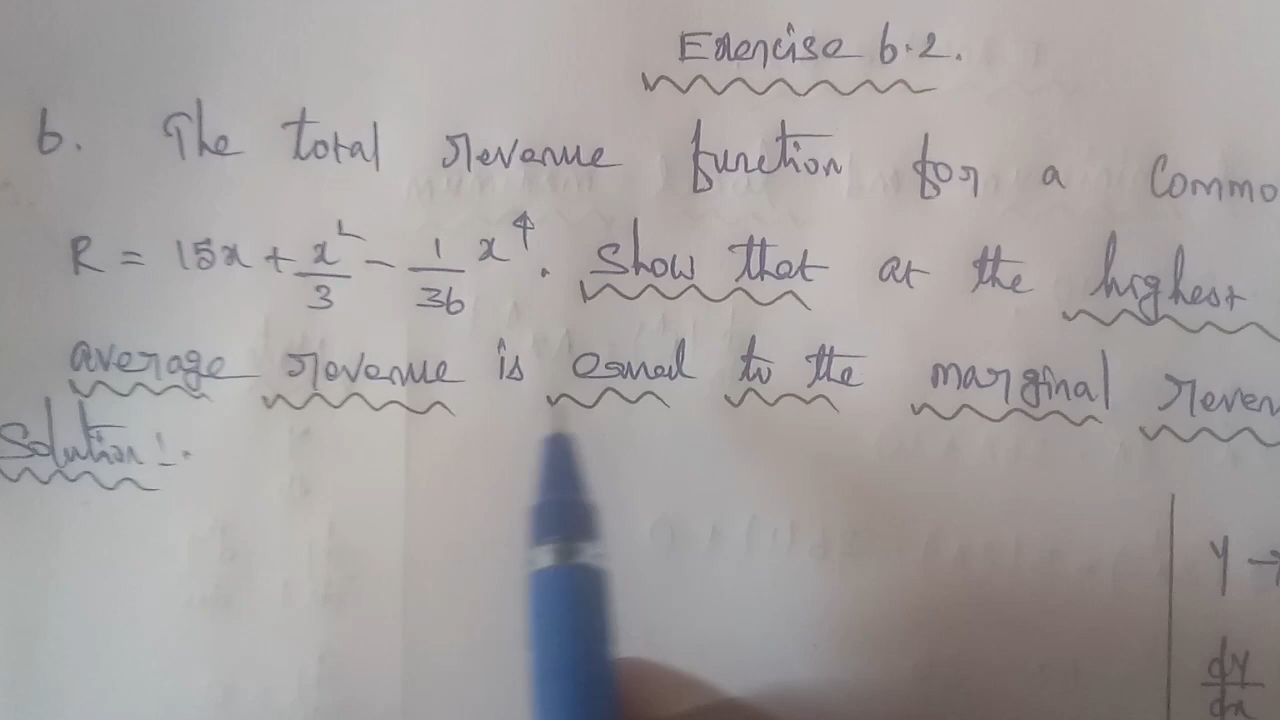 Exercise 6.2.
6. The total revenue function for a Commo
R = 15x + x²/3 - 1/36 x⁴. Show that at the highest
average revenue is equal to the marginal reven
Solution:-
y →
dy/dx